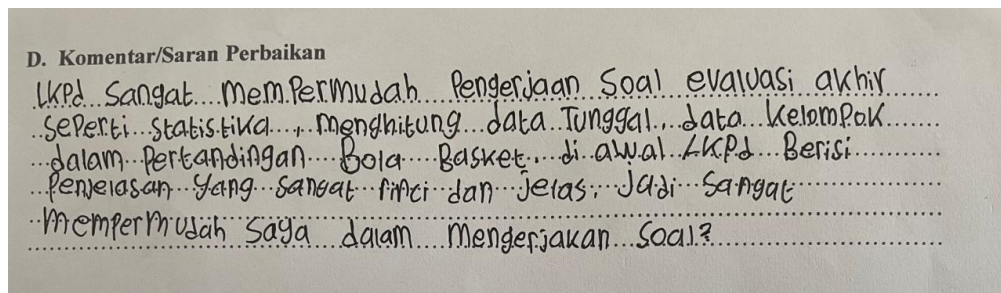 D. Komentar/Saran Perbaikan
LKPd Sangat memPermudah Pengerjaan Soal evaluasi akhir
sePerti statistika, menghitung data Tunggal, data KelomPok
dalam Pertandingan Bola Basket, di awal LKPd Berisi
Penjelasan yang sangat rinci dan jelas, Jadi Sangat
memPermudah saya dalam mengerjakan soal?